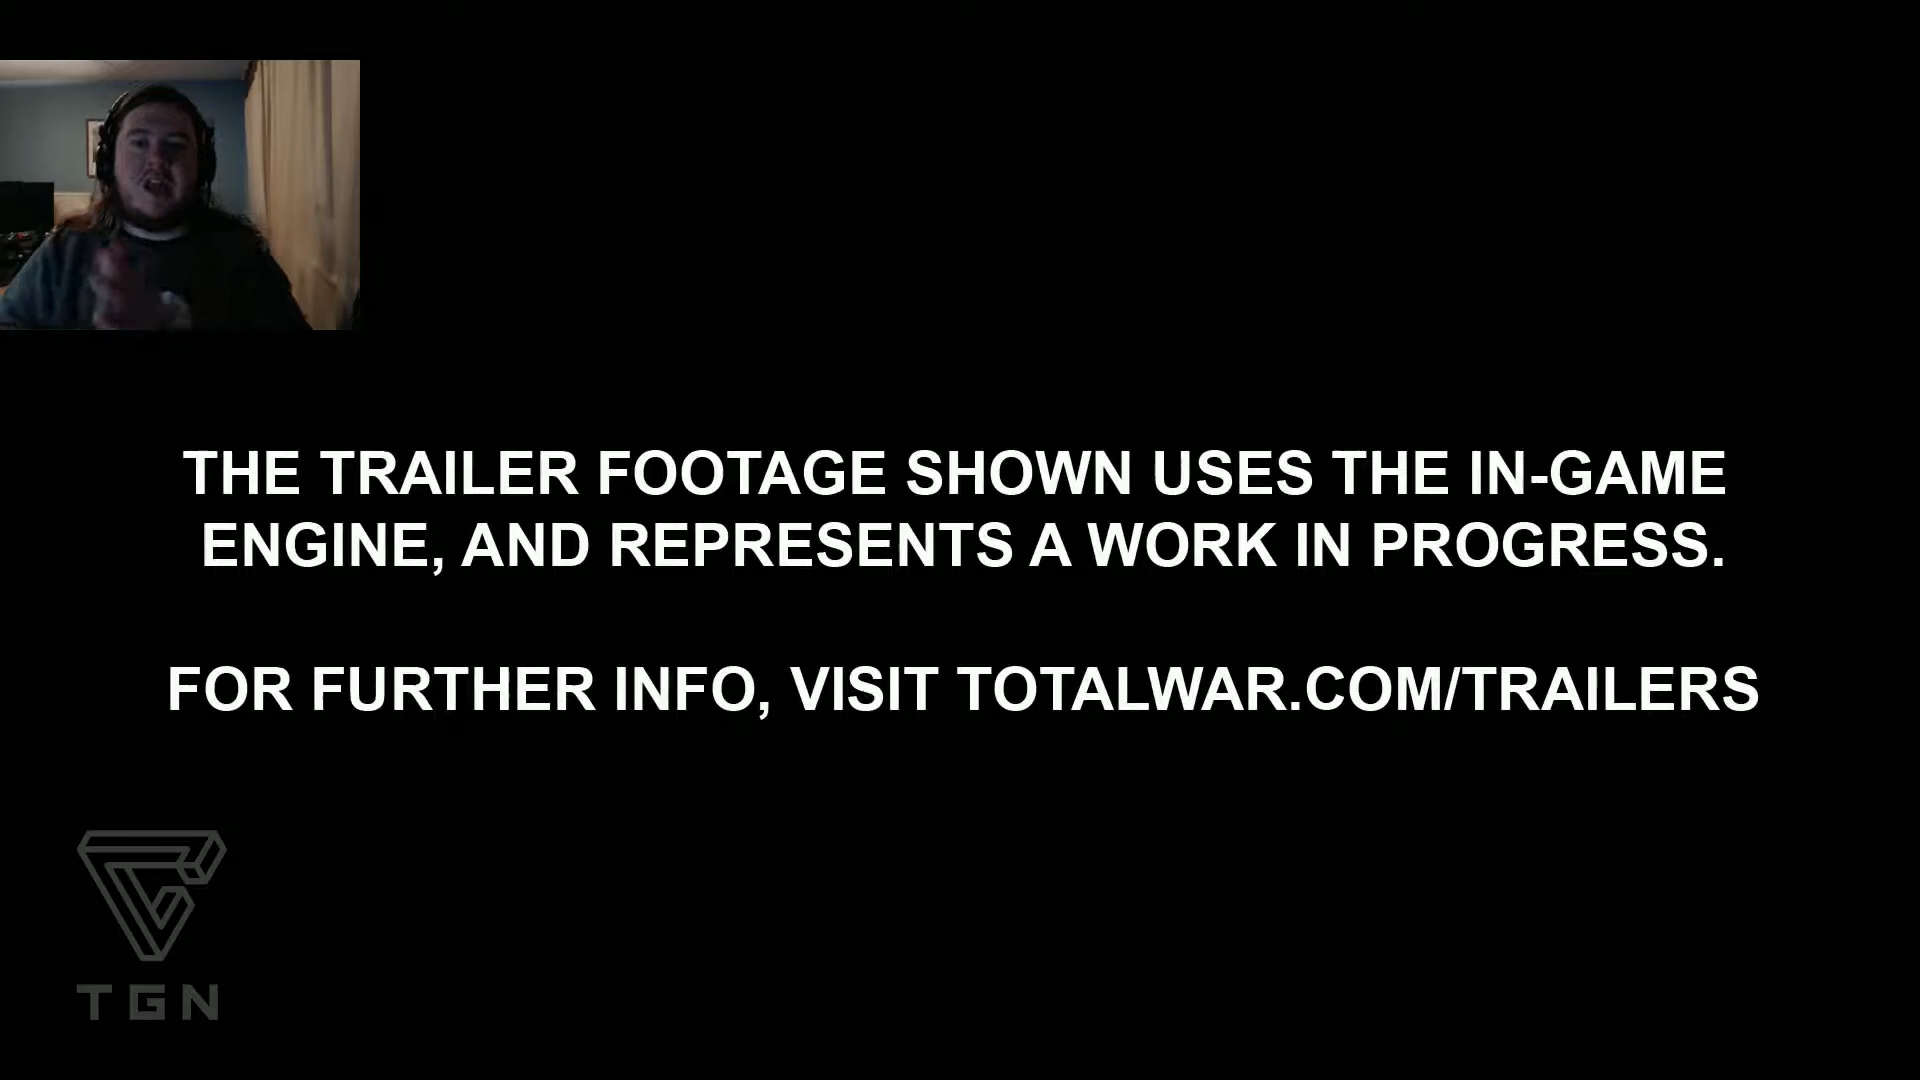 THE TRAILER FOOTAGE SHOWN USES THE IN-GAME
ENGINE, AND REPRESENTS A WORK IN PROGRESS.
FOR FURTHER INFO, VISIT TOTALWAR.COM/TRAILERS
TGN